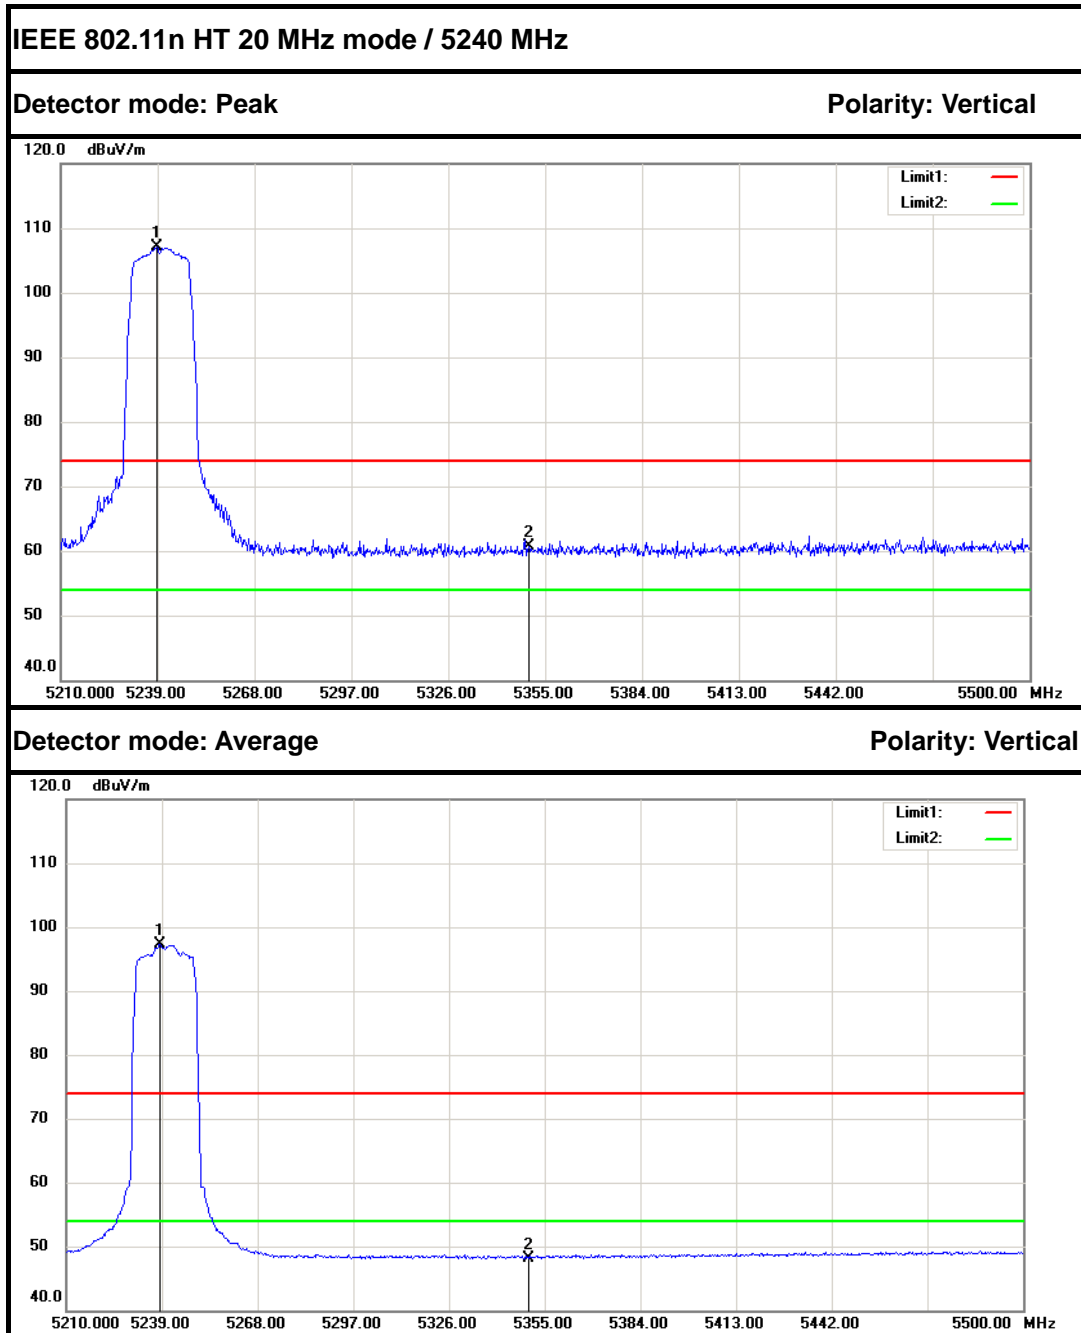 IEEE 802.11n HT 20 MHz mode / 5240 MHz
Detector mode: Peak Polarity: Vertical
120.0 dBuV/m
Limit1:
Limit2:
110
1
100
90
80
70
60
2
50
40.0
5210.000 5239.00 5268.00 5297.00 5326.00 5355.00 5384.00 5413.00 5442.00 5500.00 MHz
Detector mode: Average Polarity: Vertical
120.0 dBuV/m
Limit1:
Limit2:
110
100
1
90
80
70
60
50
2
40.0
5210.000 5239.00 5268.00 5297.00 5326.00 5355.00 5384.00 5413.00 5442.00 5500.00 MHz